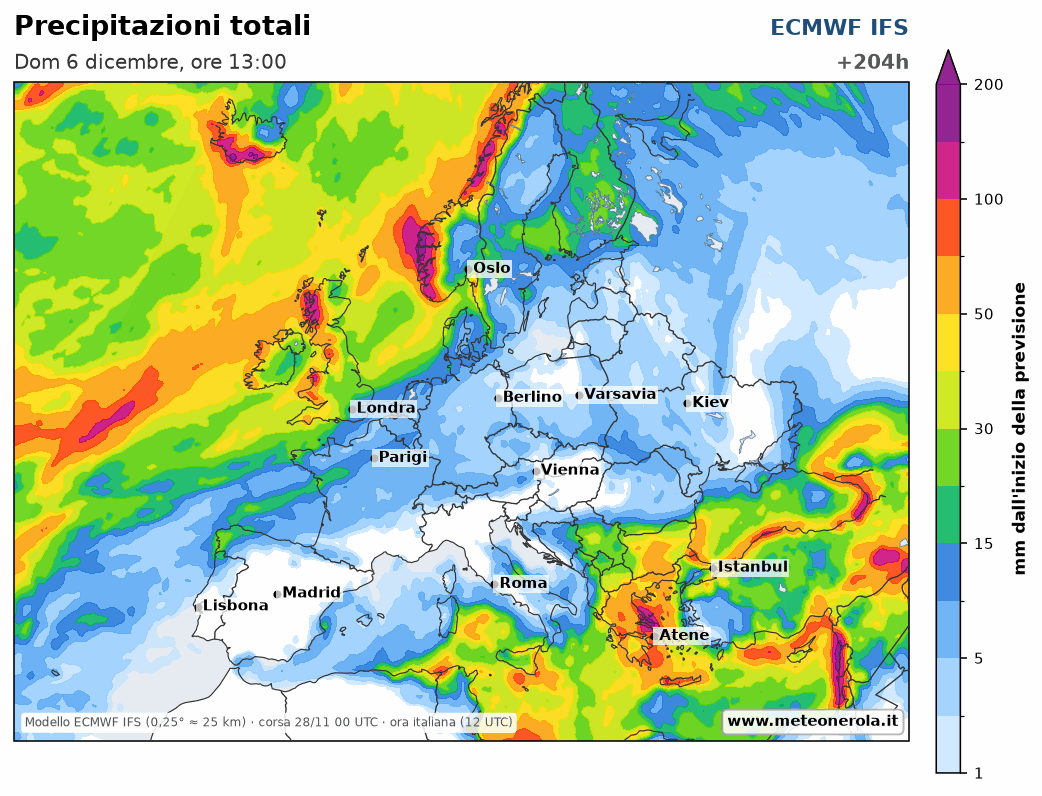 Precipitazioni totali
ECMWF IFS
Dom 6 dicembre, ore 13:00
+204h
200
100
50
30
15
5
1
mm dall'inizio della previsione
Oslo
Londra
Berlino
Varsavia
Kiev
Parigi
Vienna
Istanbul
Roma
Madrid
Lisbona
Atene
Modello ECMWF IFS (0,25° ≈ 25 km) · corsa 28/11 00 UTC · ora italiana (12 UTC)
www.meteonerola.it